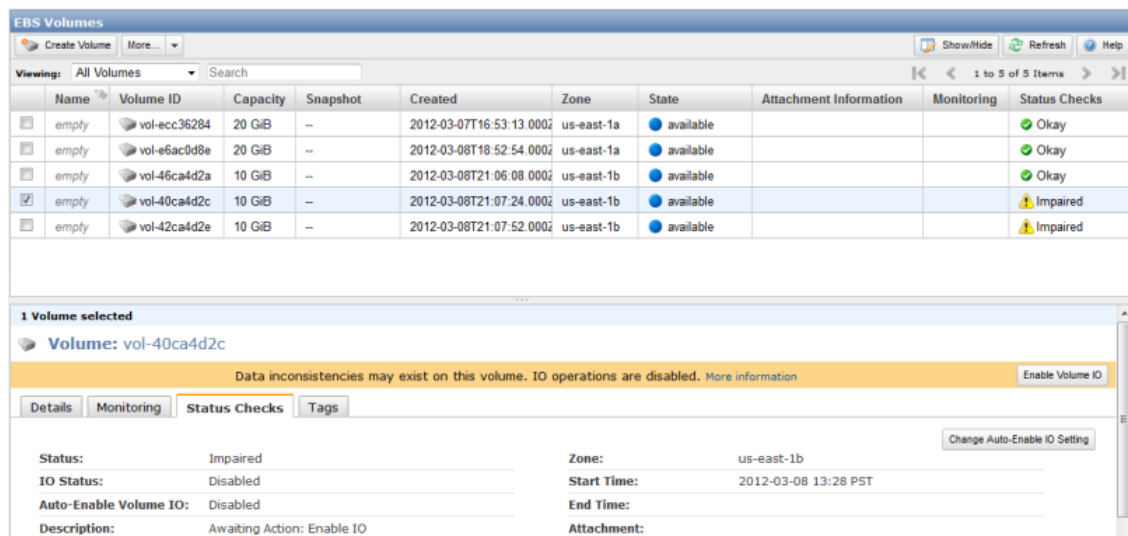 EBS Volumes
Create Volume More... Show/Hide Refresh Help
Viewing: All Volumes Search 1 to 5 of 5 Items
Name Volume ID Capacity Snapshot Created Zone State Attachment Information Monitoring Status Checks
empty vol-ecc36284 20 GiB -- 2012-03-07T16:53:13.000Z us-east-1a available Okay
empty vol-e6ac0d8e 20 GiB -- 2012-03-08T18:52:54.000Z us-east-1a available Okay
empty vol-46ca4d2a 10 GiB -- 2012-03-08T21:06:08.000Z us-east-1b available Okay
empty vol-40ca4d2c 10 GiB -- 2012-03-08T21:07:24.000Z us-east-1b available Impaired
empty vol-42ca4d2e 10 GiB -- 2012-03-08T21:07:52.000Z us-east-1b available Impaired
1 Volume selected
Volume: vol-40ca4d2c
Data inconsistencies may exist on this volume. IO operations are disabled. More information Enable Volume IO
Details Monitoring Status Checks Tags
Change Auto-Enable IO Setting
Status: Impaired Zone: us-east-1b
IO Status: Disabled Start Time: 2012-03-08 13:28 PST
Auto-Enable Volume IO: Disabled End Time:
Description: Awaiting Action: Enable IO Attachment: